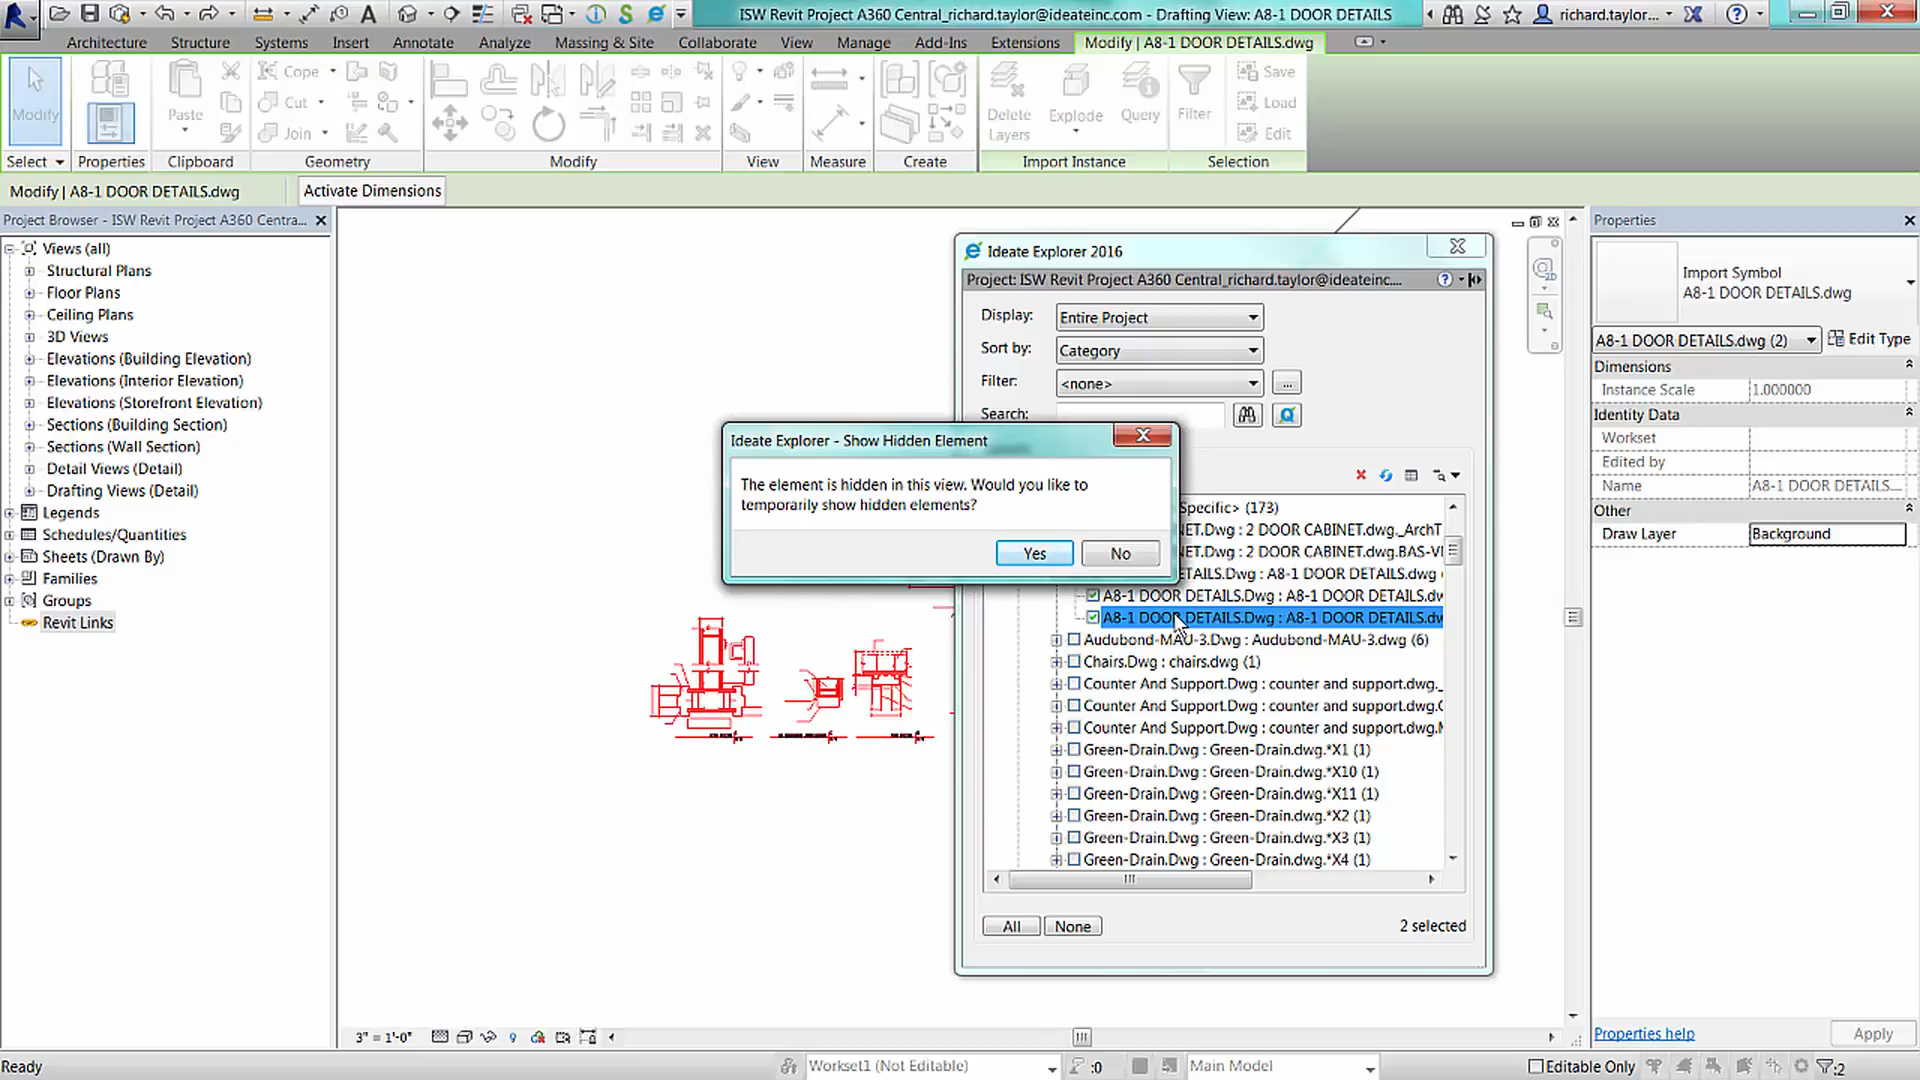 ISW Revit Project A360 Central_richard.taylor@ideateinc.com - Drafting View: A8-1 DOOR DETAILS
richard.taylor...
Architecture
Structure
Systems
Insert
Annotate
Analyze
Massing & Site
Collaborate
View
Manage
Add-Ins
Extensions
Modify | A8-1 DOOR DETAILS.dwg
Modify
Paste
Cope
Cut
Join
Delete Layers
Explode
Query
Filter
Save
Load
Edit
Select
Properties
Clipboard
Geometry
Modify
View
Measure
Create
Import Instance
Selection
Modify | A8-1 DOOR DETAILS.dwg
Activate Dimensions
Project Browser - ISW Revit Project A360 Centra...
Views (all)
Structural Plans
Floor Plans
Ceiling Plans
3D Views
Elevations (Building Elevation)
Elevations (Interior Elevation)
Elevations (Storefront Elevation)
Sections (Building Section)
Sections (Wall Section)
Detail Views (Detail)
Drafting Views (Detail)
Legends
Schedules/Quantities
Sheets (Drawn By)
Families
Groups
Revit Links
Ideate Explorer 2016
Project: ISW Revit Project A360 Central_richard.taylor@ideateinc....
Display: Entire Project
Sort by: Category
Filter: <none>
...
Search:
Ideate Explorer - Show Hidden Element
The element is hidden in this view. Would you like to
temporarily show hidden elements?
Yes
No
Specific> (173)
NET.Dwg : 2 DOOR CABINET.dwg._ArchT
NET.Dwg : 2 DOOR CABINET.dwg.BAS-VI
TAILS.Dwg : A8-1 DOOR DETAILS.dwg
A8-1 DOOR DETAILS.Dwg : A8-1 DOOR DETAILS.dw
A8-1 DOOR DETAILS.Dwg : A8-1 DOOR DETAILS.dw
Audubond-MAU-3.Dwg : Audubond-MAU-3.dwg (6)
Chairs.Dwg : chairs.dwg (1)
Counter And Support.Dwg : counter and support.dwg._
Counter And Support.Dwg : counter and support.dwg.C
Counter And Support.Dwg : counter and support.dwg.M
Green-Drain.Dwg : Green-Drain.dwg.*X1 (1)
Green-Drain.Dwg : Green-Drain.dwg.*X10 (1)
Green-Drain.Dwg : Green-Drain.dwg.*X11 (1)
Green-Drain.Dwg : Green-Drain.dwg.*X2 (1)
Green-Drain.Dwg : Green-Drain.dwg.*X3 (1)
Green-Drain.Dwg : Green-Drain.dwg.*X4 (1)
All
None
2 selected
Properties
Import Symbol
A8-1 DOOR DETAILS.dwg
A8-1 DOOR DETAILS.dwg (2)
Edit Type
Dimensions
Instance Scale 1.000000
Identity Data
Workset
Edited by
Name A8-1 DOOR DETAILS....
Other
Draw Layer Background
Properties help
Apply
3" = 1'-0"
Ready
Workset1 (Not Editable)
:0
Main Model
Editable Only
:2